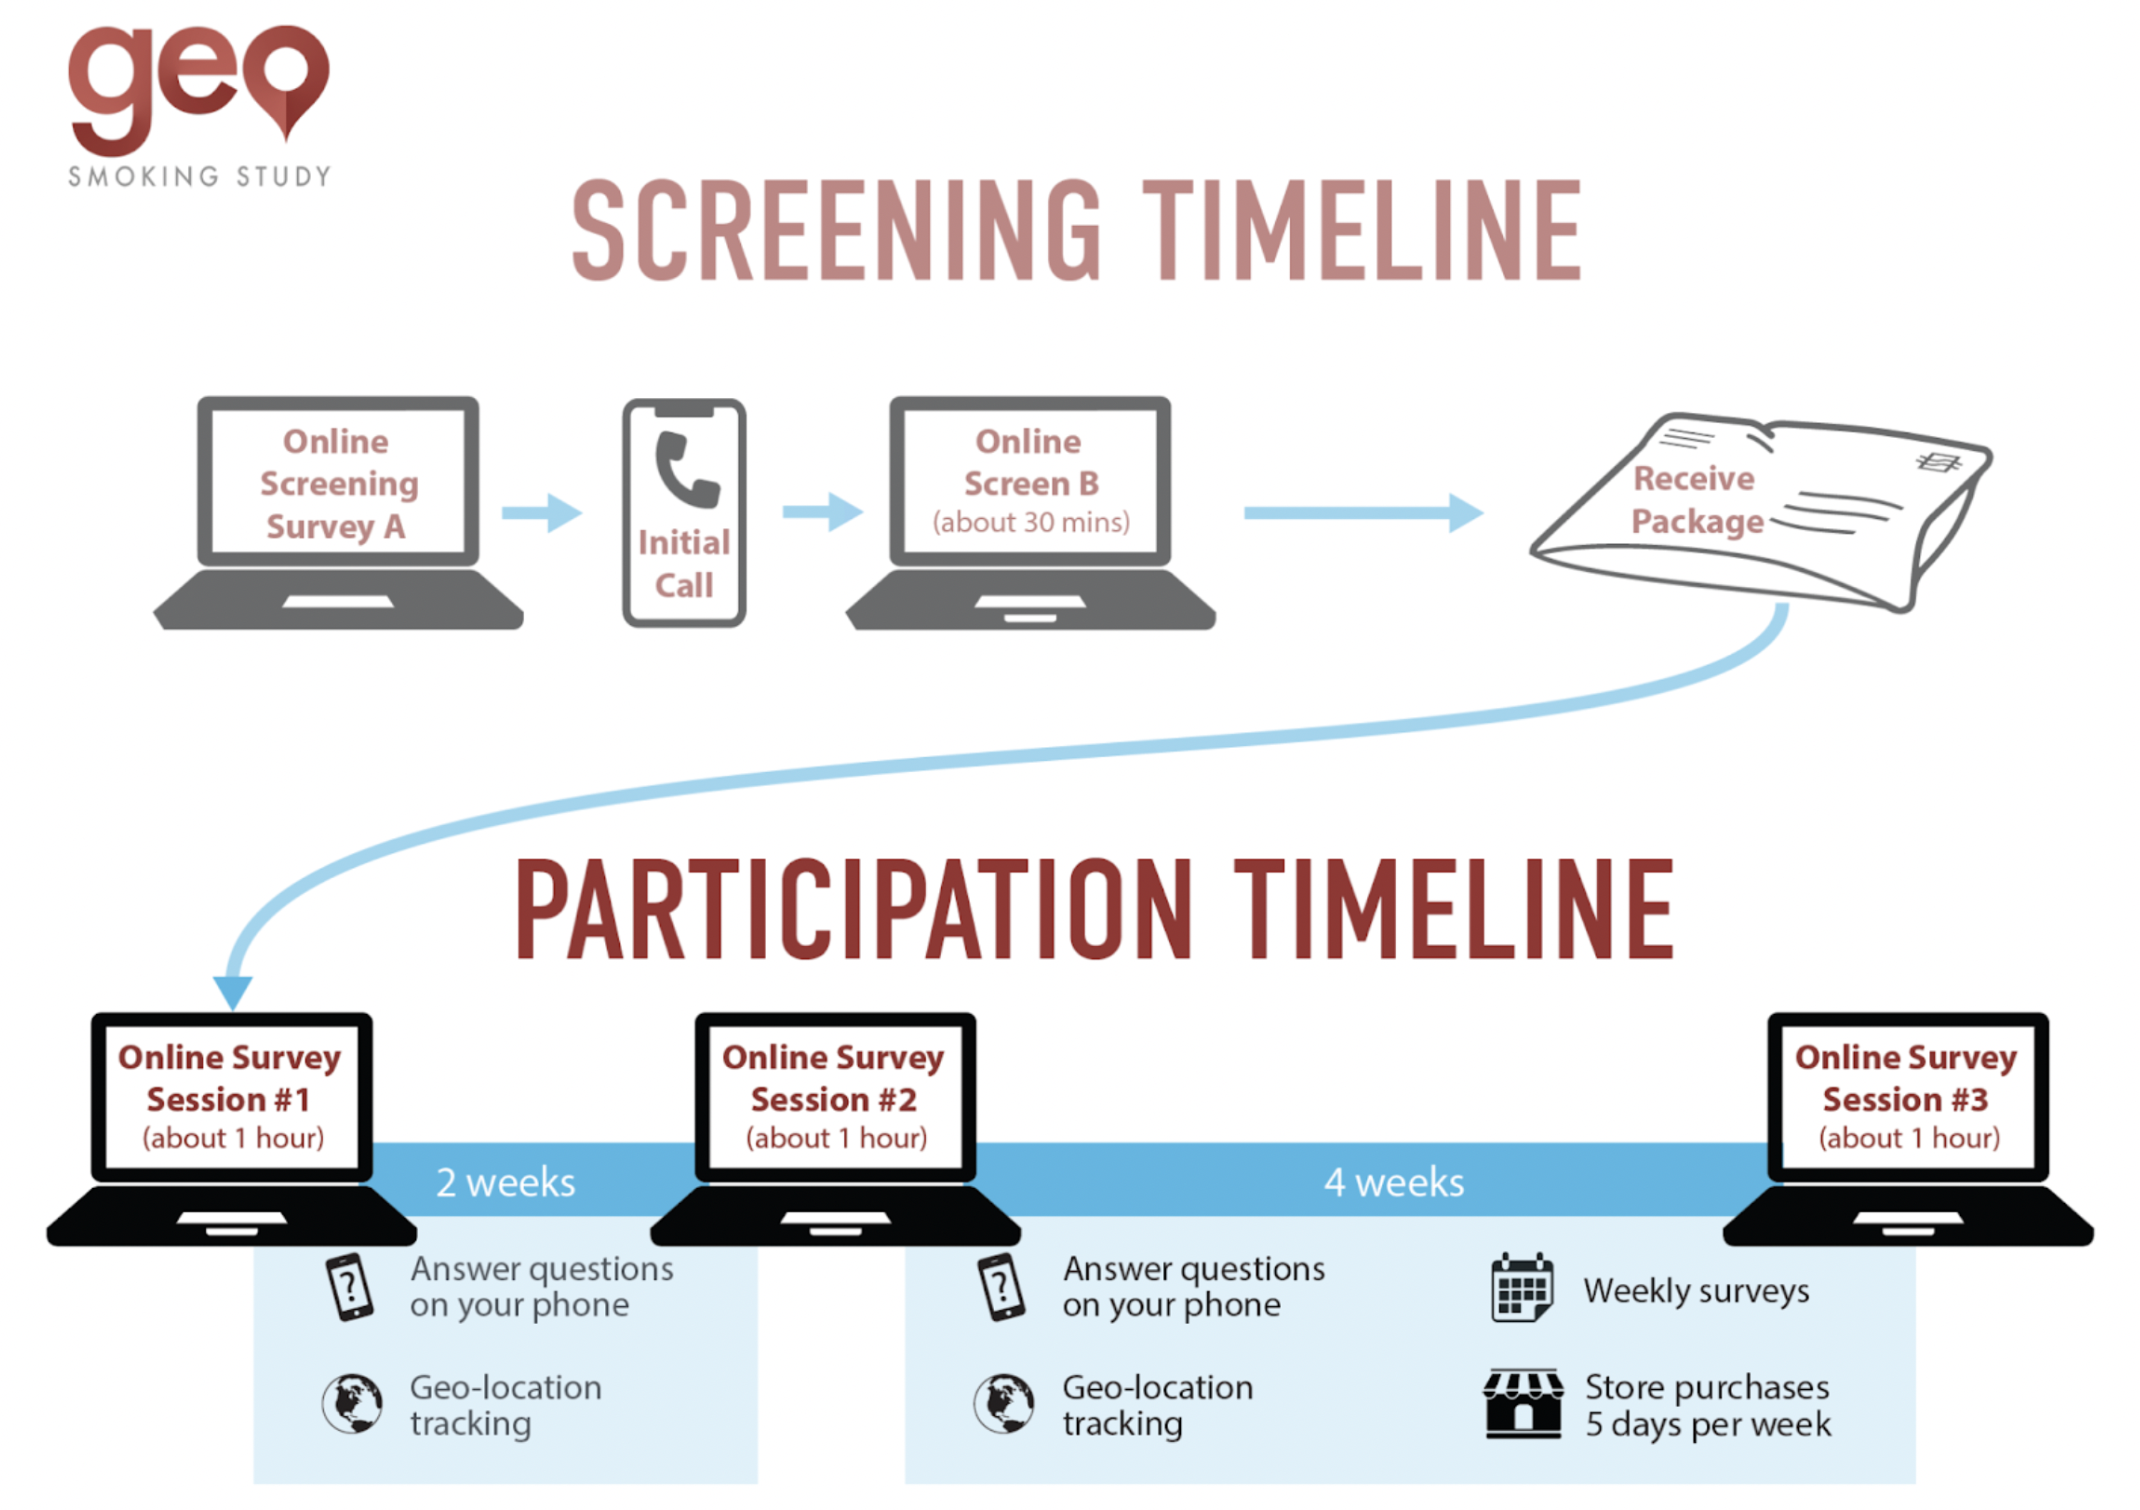 geo
SMOKING STUDY
SCREENING TIMELINE
Online
Screening
Survey A
Initial
Call
Online
Screen B
(about 30 mins)
Receive
Package
PARTICIPATION TIMELINE
Online Survey
Session #1
(about 1 hour)
2 weeks
Answer questions
on your phone
Geo-location
tracking
Online Survey
Session #2
(about 1 hour)
4 weeks
?
Answer questions
on your phone
?
Geo-location
tracking
Weekly surveys
Store purchases
5 days per week
Online Survey
Session #3
(about 1 hour)